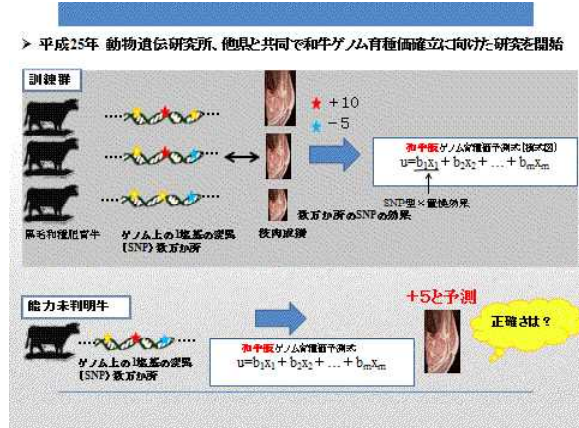 ➢ 平成25年 動物遺伝研究所、他県と共同で和牛ゲノム育種価確立に向けた研究を開始
訓練群
★ +10
★ −5
和牛版ゲノム育種価予測式(模式図)
u=b₁x₁ + b₂x₂ + … + bₘxₘ
SNP型×置換効果
数万か所のSNPの効果
黒毛和種肥育牛
ゲノム上の1塩基の変異
(SNP)数万か所
枝肉成績
能力未判明牛
+5と予測
正確さは?
ゲノム上の1塩基の変異
(SNP)数万か所
和牛版ゲノム育種価予測式
u=b₁x₁ + b₂x₂ + … + bₘxₘ